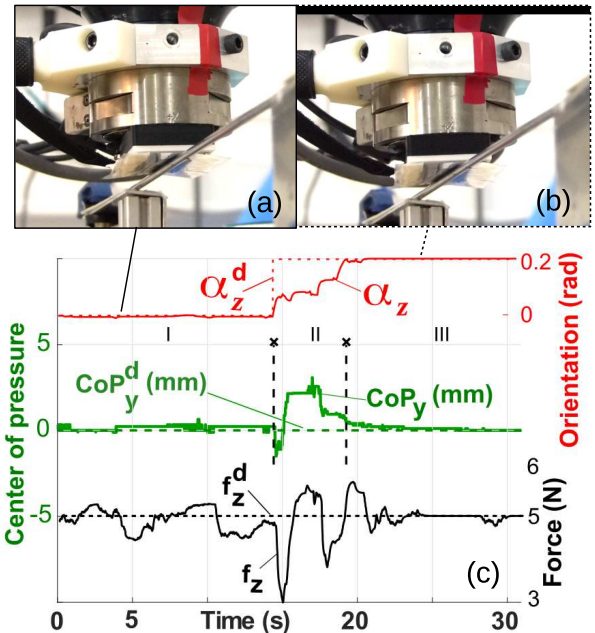 (a)
(b)
α_z^d
α_z
0.2
0
Orientation (rad)
I
II
III
5
0
-5
Center of pressure
CoP_y^d (mm)
CoP_y (mm)
f_z^d
f_z
6
5
3
Force (N)
(c)
0
5
10
20
30
Time (s)